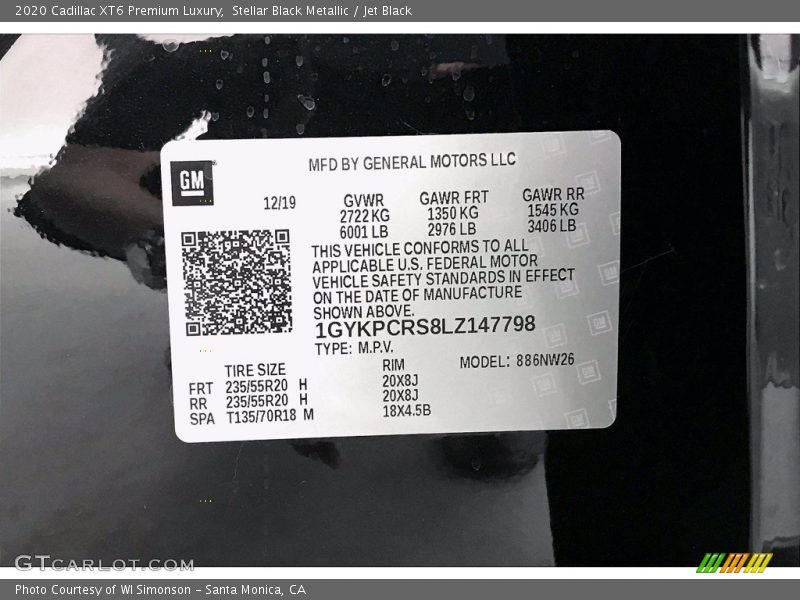 2020 Cadillac XT6 Premium Luxury, Stellar Black Metallic / Jet Black
GM
MFD BY GENERAL MOTORS LLC
12/19 GVWR GAWR FRT GAWR RR
2722 KG 1350 KG 1545 KG
6001 LB 2976 LB 3406 LB
THIS VEHICLE CONFORMS TO ALL
APPLICABLE U.S. FEDERAL MOTOR
VEHICLE SAFETY STANDARDS IN EFFECT
ON THE DATE OF MANUFACTURE
SHOWN ABOVE.
1GYKPCRS8LZ147798
TYPE: M.P.V. MODEL: 886NW26
TIRE SIZE RIM
FRT 235/55R20 H 20X8J
RR 235/55R20 H 20X8J
SPA T135/70R18 M 18X4.5B
GTCARLOT.COM
Photo Courtesy of WI Simonson - Santa Monica, CA